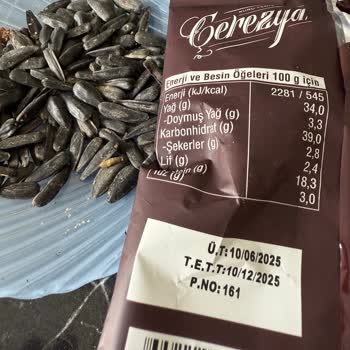 Çerezya
Enerji ve Besin Öğeleri 100 g için
Enerji (kJ/kcal) 2281 / 545
Yağ (g) 34,0
-Doymuş Yağ (g) 3,3
Karbonhidrat (g) 39,0
-Şekerler (g) 2,8
Lif (g) 2,4
18,3
Tuz (g) 3,0
Ü.T:10/06/2025
T.E.T.T:10/12/2025
P.NO:161